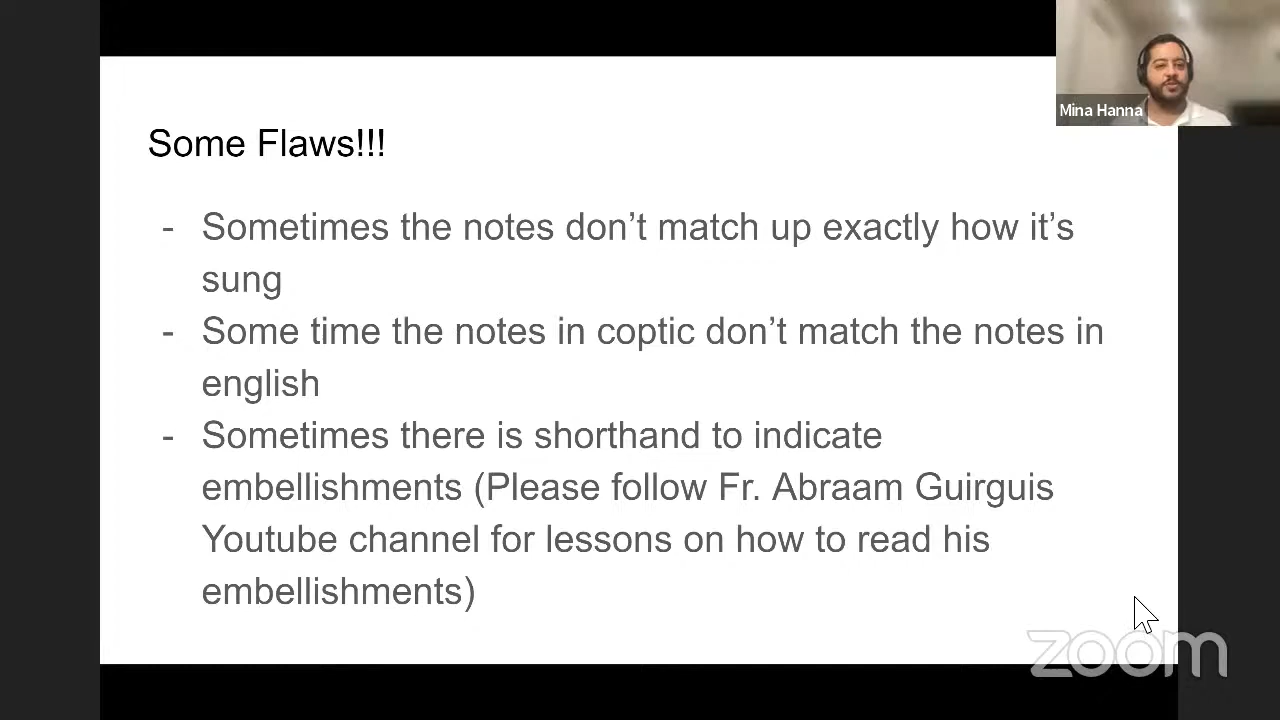 Mina Hanna
Some Flaws!!!
- Sometimes the notes don’t match up exactly how it’s
sung
- Some time the notes in coptic don’t match the notes in
english
- Sometimes there is shorthand to indicate
embellishments (Please follow Fr. Abraam Guirguis
Youtube channel for lessons on how to read his
embellishments)
zoom